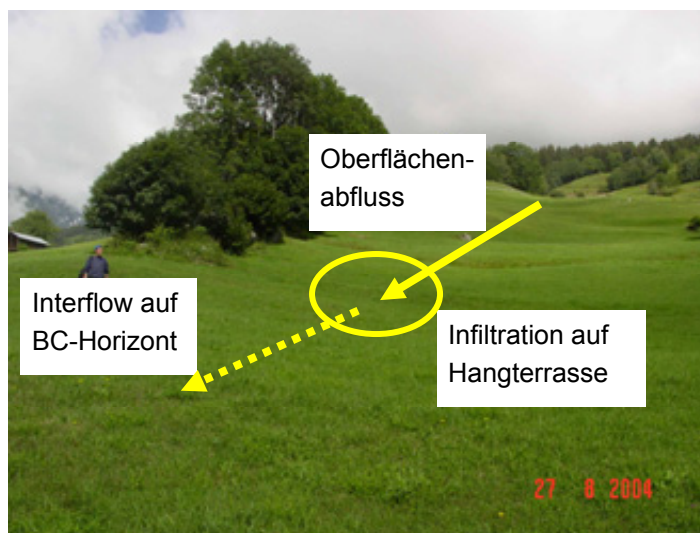 Oberflächen-
abfluss
Interflow auf
BC-Horizont
Infiltration auf
Hangterrasse
27 8 2004